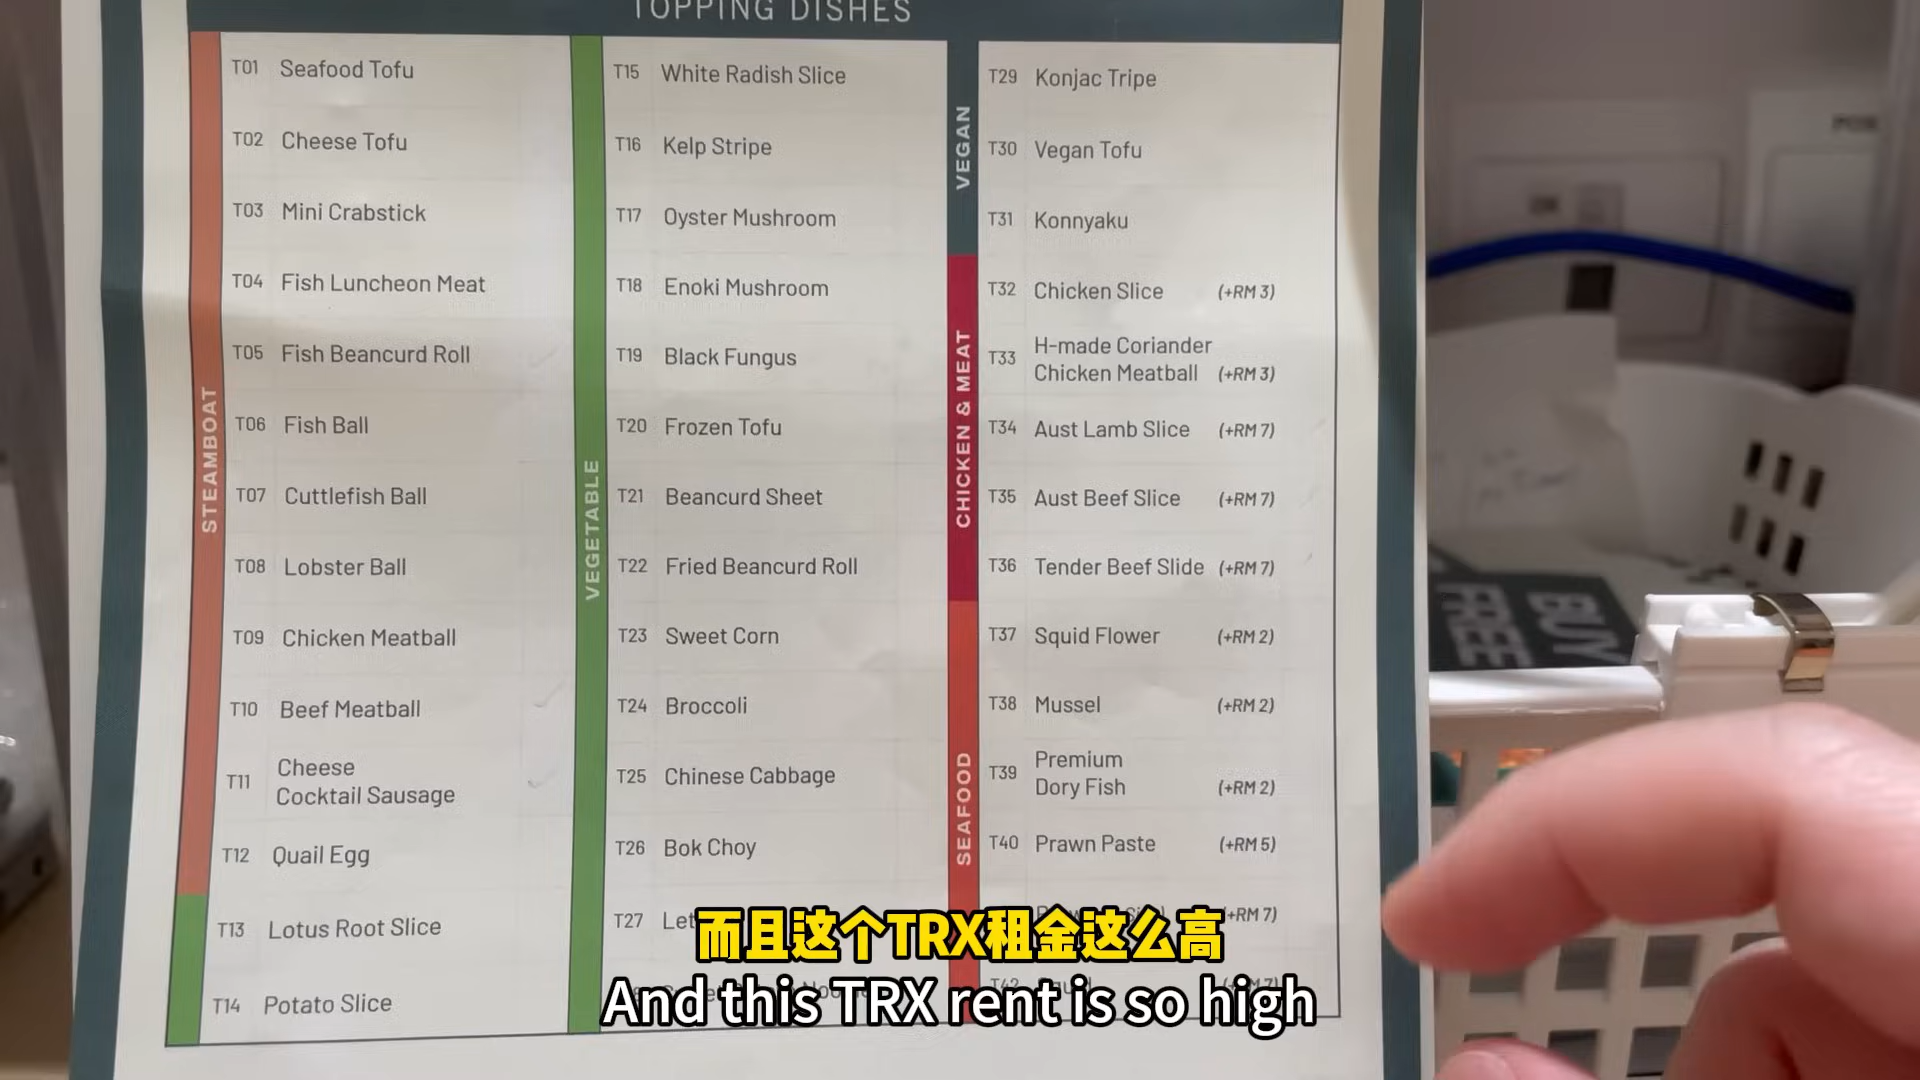 TOPPING DISHES
STEAMBOAT
T01 Seafood Tofu
T02 Cheese Tofu
T03 Mini Crabstick
T04 Fish Luncheon Meat
T05 Fish Beancurd Roll
T06 Fish Ball
T07 Cuttlefish Ball
T08 Lobster Ball
T09 Chicken Meatball
T10 Beef Meatball
T11 Cheese
Cocktail Sausage
T12 Quail Egg
T13 Lotus Root Slice
T14 Potato Slice
VEGETABLE
T15 White Radish Slice
T16 Kelp Stripe
T17 Oyster Mushroom
T18 Enoki Mushroom
T19 Black Fungus
T20 Frozen Tofu
T21 Beancurd Sheet
T22 Fried Beancurd Roll
T23 Sweet Corn
T24 Broccoli
T25 Chinese Cabbage
T26 Bok Choy
T27
VEGAN
T29 Konjac Tripe
T30 Vegan Tofu
T31 Konnyaku
CHICKEN & MEAT
T32 Chicken Slice (+RM 3)
T33 H-made Coriander
Chicken Meatball (+RM 3)
T34 Aust Lamb Slice (+RM 7)
T35 Aust Beef Slice (+RM 7)
T36 Tender Beef Slide (+RM 7)
SEAFOOD
T37 Squid Flower (+RM 2)
T38 Mussel (+RM 2)
T39 Premium
Dory Fish (+RM 2)
T40 Prawn Paste (+RM 5)
(+RM 7)
T42
BUY
FREE
而且这个TRX租金这么高
And this TRX rent is so high